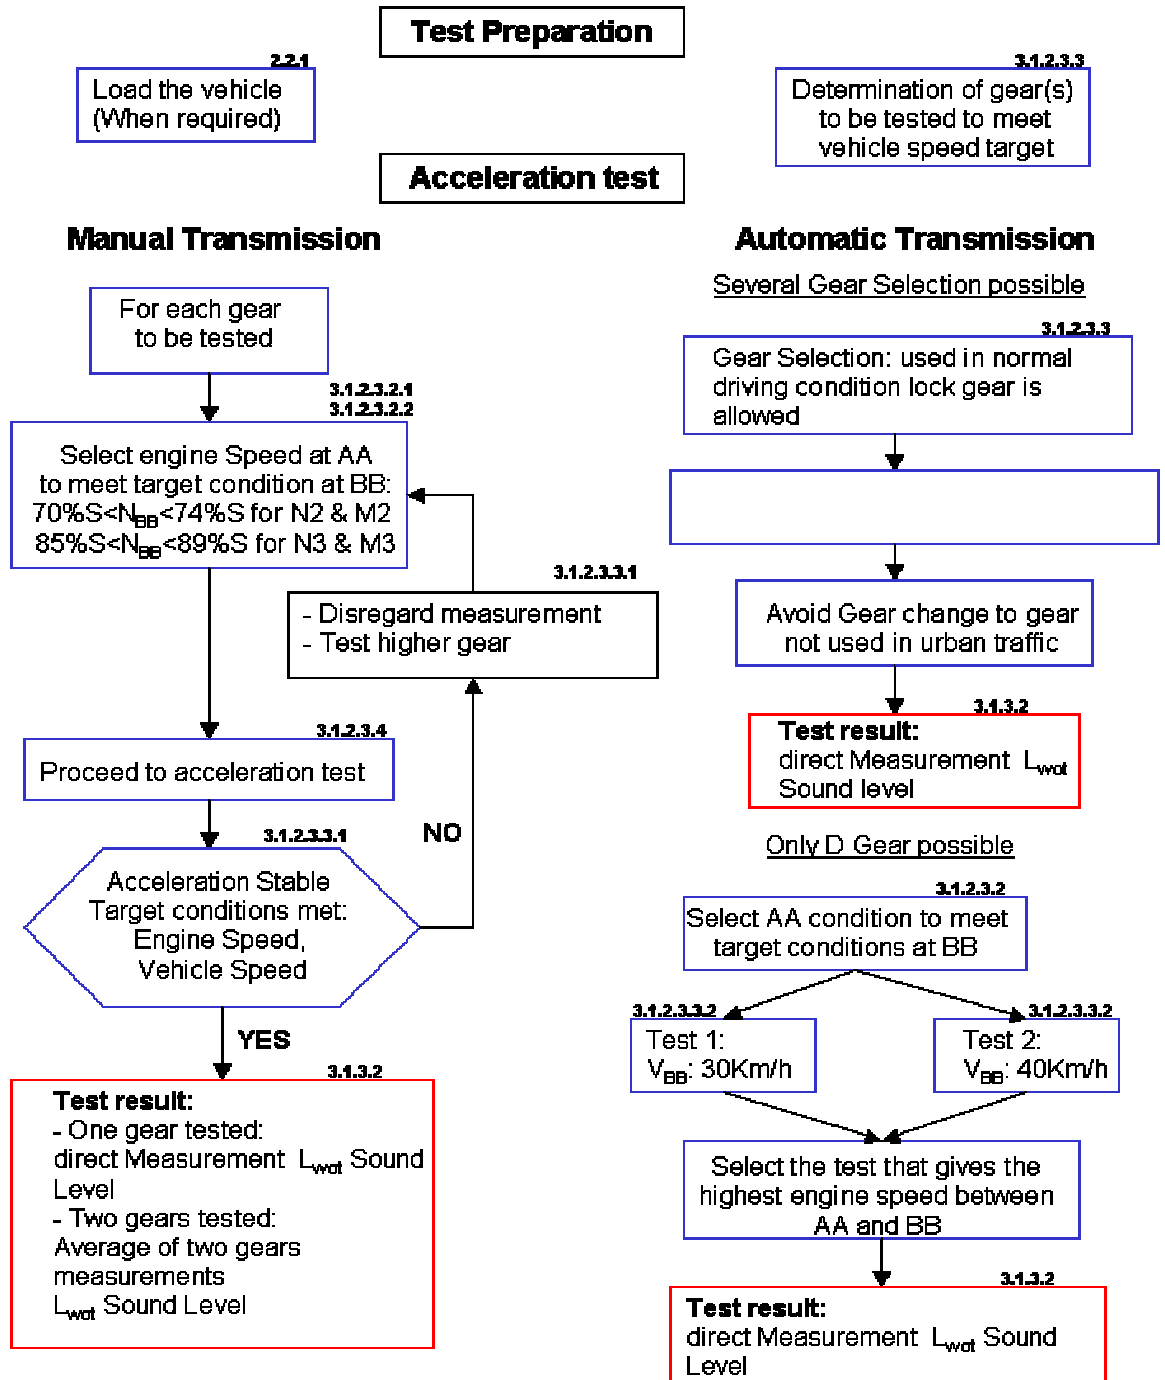 Test Preparation
2.2.1
Load the vehicle
(When required)
3.1.2.3.3
Determination of gear(s)
to be tested to meet
vehicle speed target
Acceleration test
Manual Transmission
For each gear
to be tested
3.1.2.3.2.1
3.1.2.3.2.2
Select engine Speed at AA
to meet target condition at BB:
70%S<NBB<74%S for N2 & M2
85%S<NBB<89%S for N3 & M3
3.1.2.3.3.1
- Disregard measurement
- Test higher gear
3.1.2.3.4
Proceed to acceleration test
NO
3.1.2.3.3.1
Acceleration Stable
Target conditions met:
Engine Speed,
Vehicle Speed
YES
3.1.3.2
Test result:
- One gear tested:
direct Measurement Lwot Sound
Level
- Two gears tested:
Average of two gears
measurements
Lwot Sound Level
Automatic Transmission
Several Gear Selection possible
3.1.2.3.3
Gear Selection: used in normal
driving condition lock gear is
allowed
Avoid Gear change to gear
not used in urban traffic
3.1.3.2
Test result:
direct Measurement Lwot
Sound level
Only D Gear possible
3.1.2.3.2
Select AA condition to meet
target conditions at BB
3.1.2.3.3.2
Test 1:
VBB: 30Km/h
3.1.2.3.3.2
Test 2:
VBB: 40Km/h
Select the test that gives the
highest engine speed between
AA and BB
3.1.3.2
Test result:
direct Measurement Lwot Sound
Level